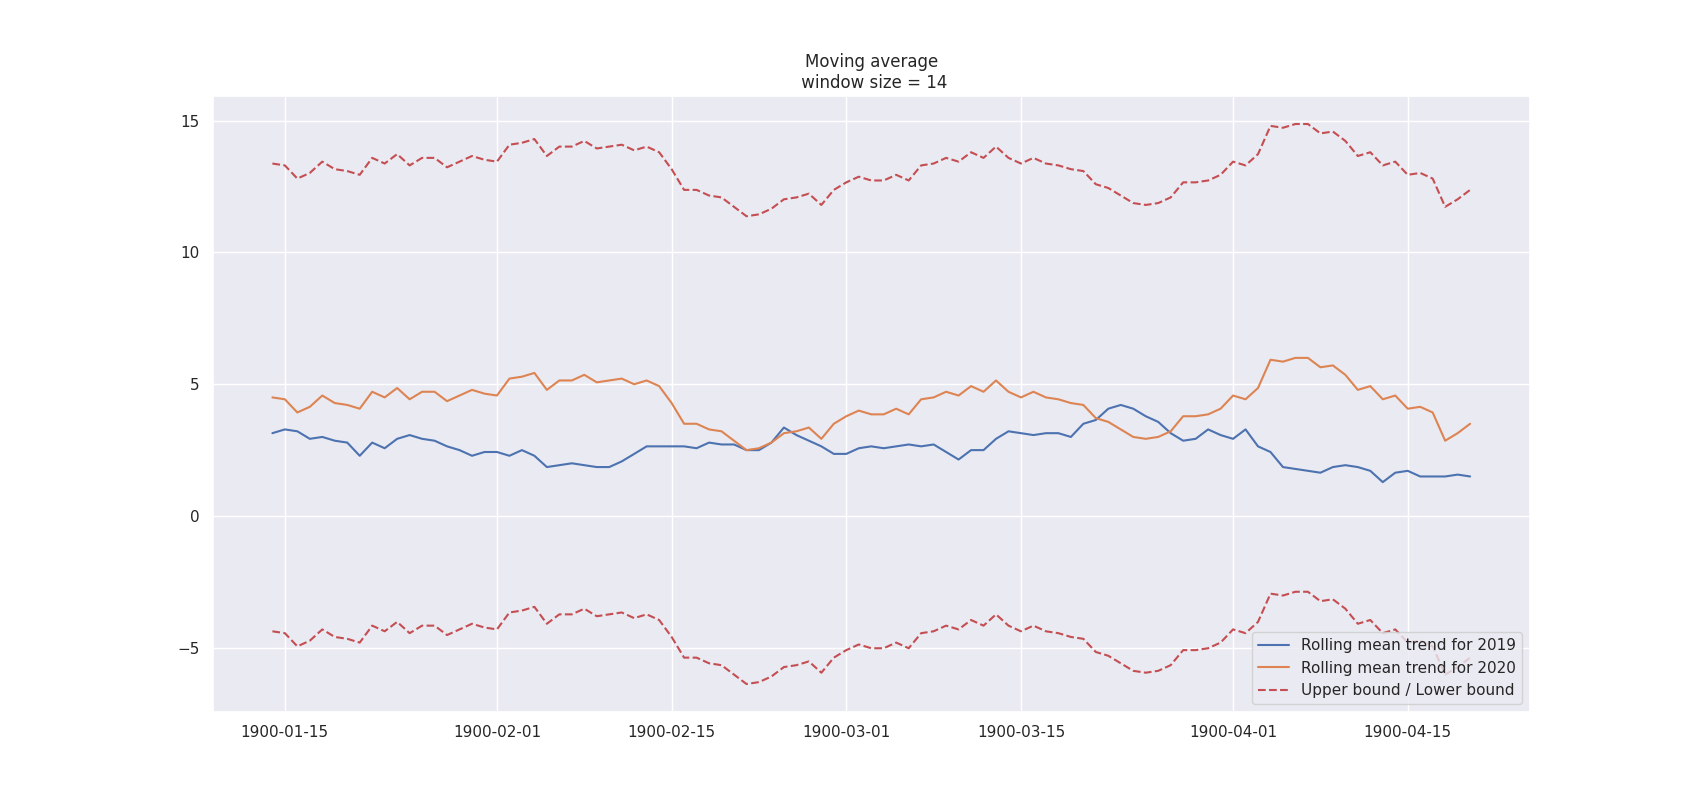 Moving average
window size = 14
15
10
5
0
−5
Rolling mean trend for 2019
Rolling mean trend for 2020
Upper bound / Lower bound
1900-01-15 1900-02-01 1900-02-15 1900-03-01 1900-03-15 1900-04-01 1900-04-15